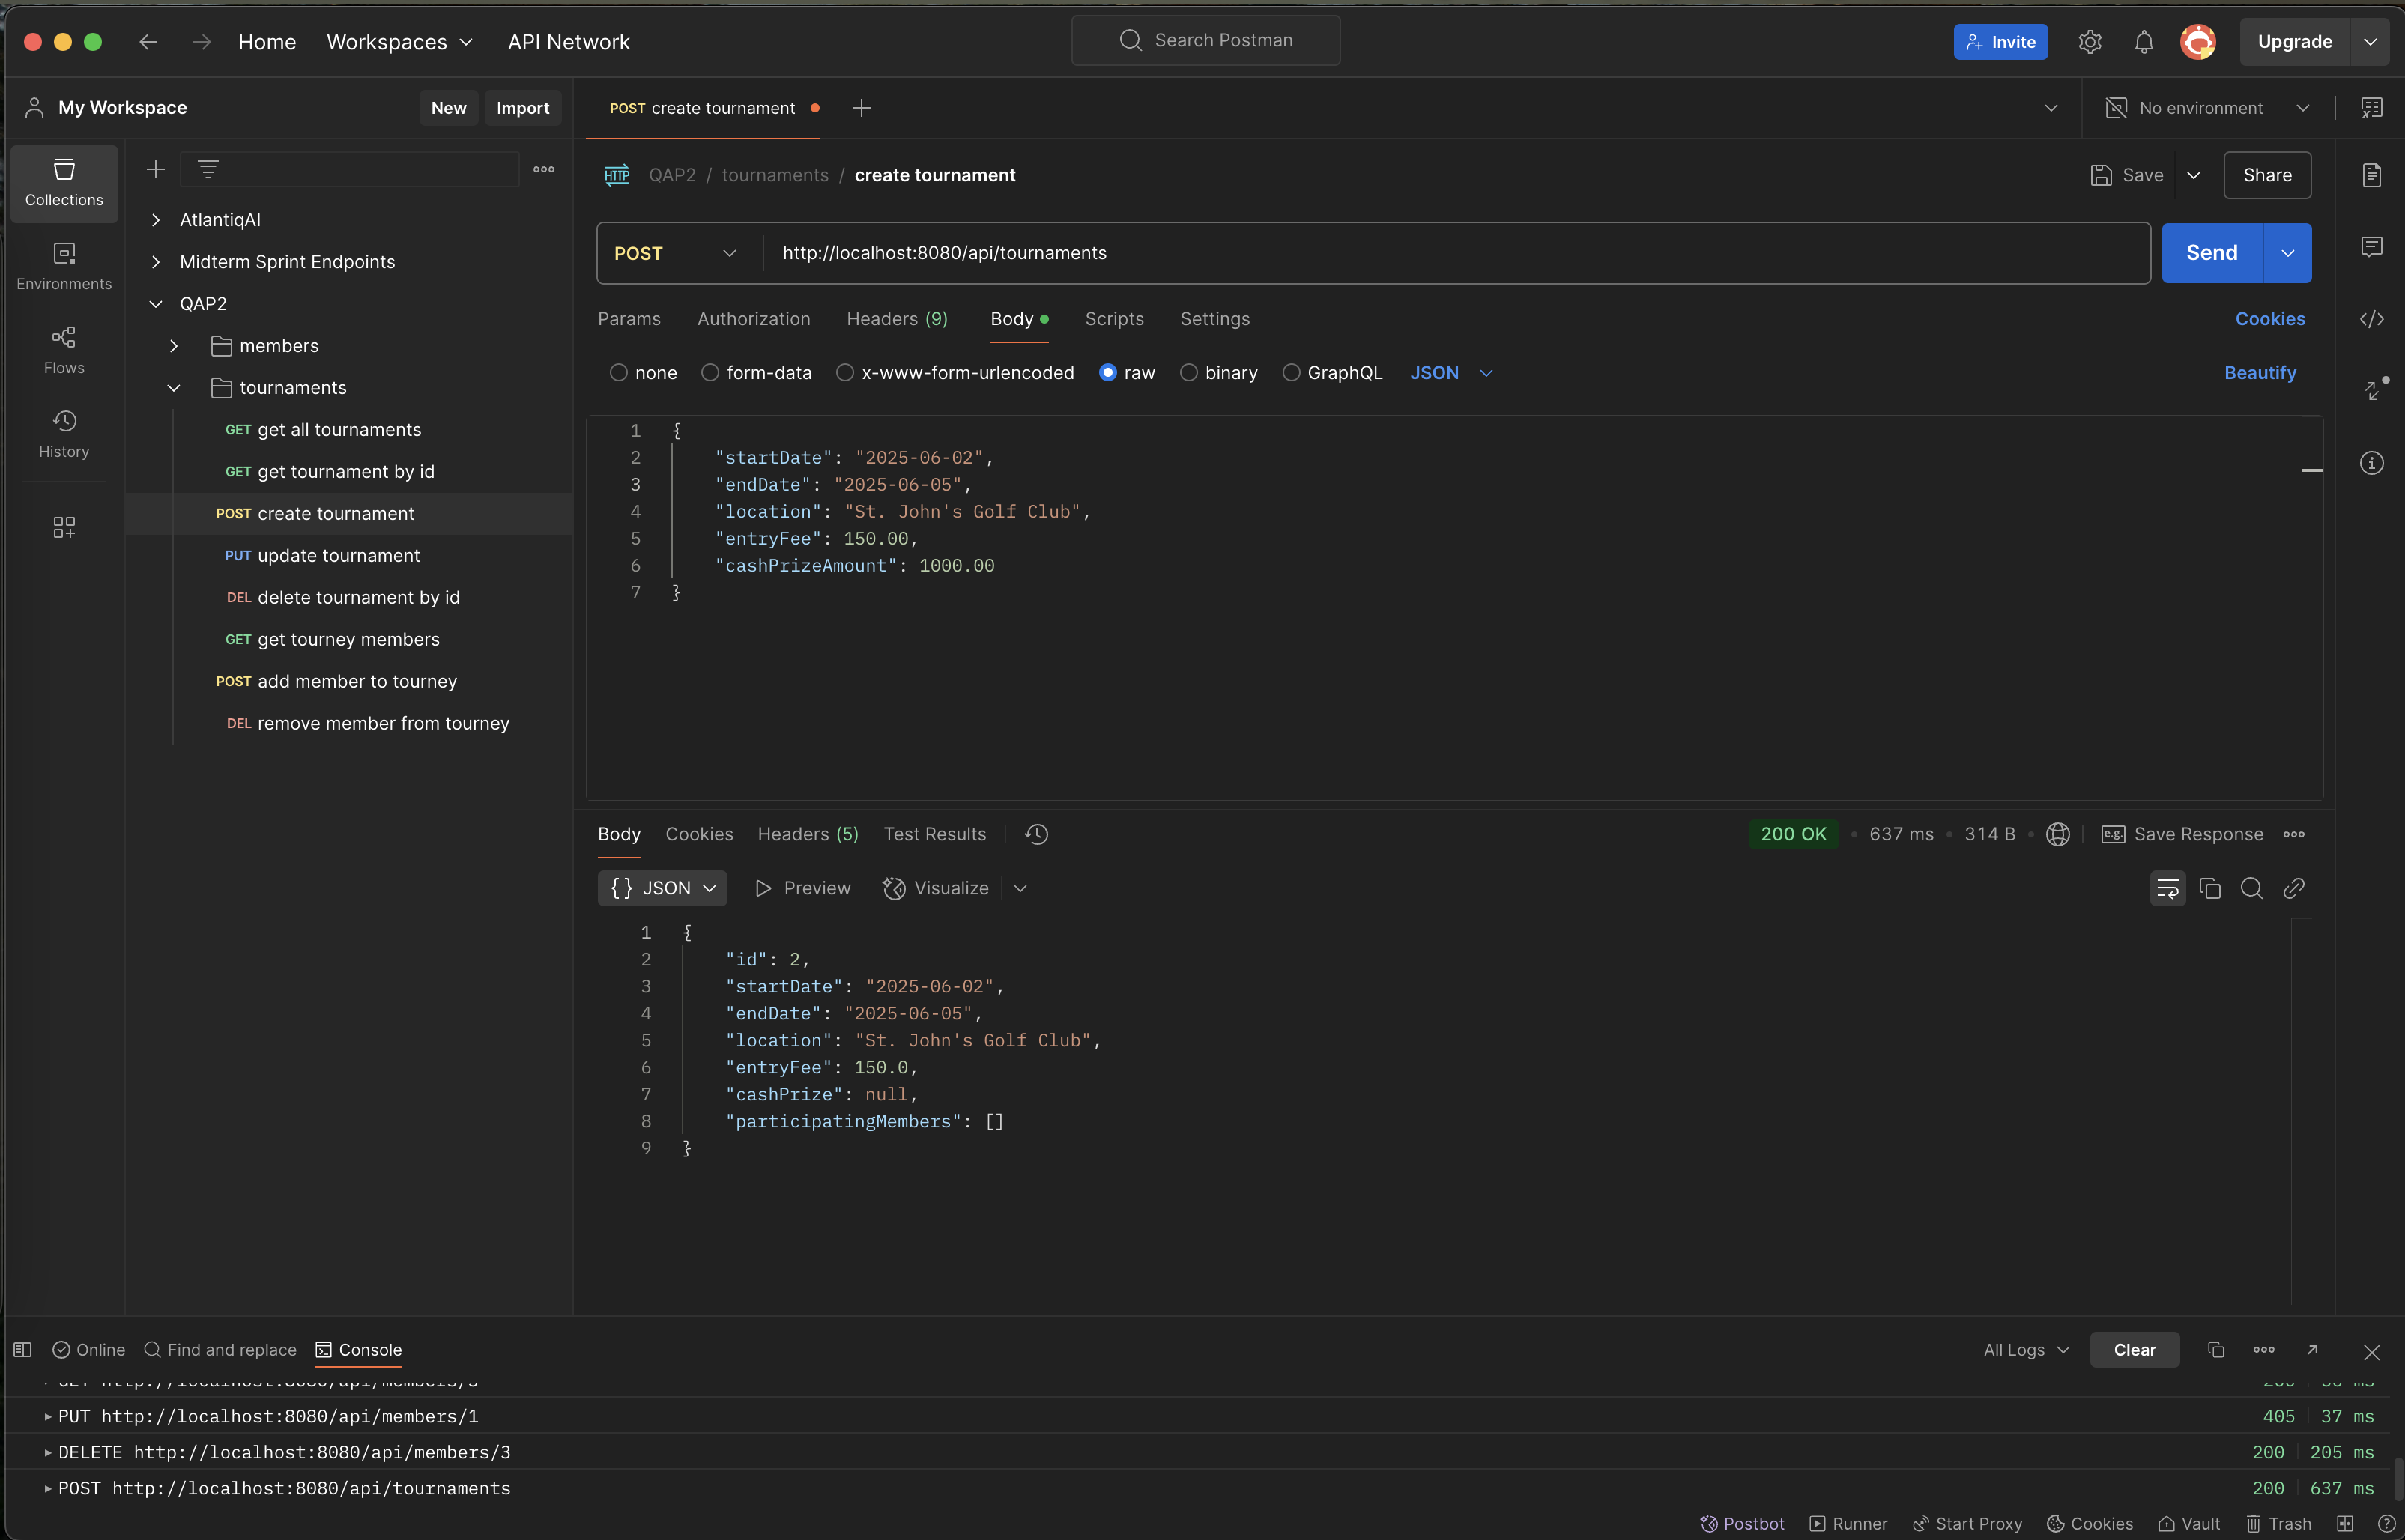 Home
Workspaces
API Network
Search Postman
Invite
Upgrade
My Workspace
New
Import
POST create tournament
No environment
Collections
Environments
Flows
History
AtlantiqAI
Midterm Sprint Endpoints
QAP2
members
tournaments
GET get all tournaments
GET get tournament by id
POST create tournament
PUT update tournament
DEL delete tournament by id
GET get tourney members
POST add member to tourney
DEL remove member from tourney
HTTP QAP2 / tournaments / create tournament
Save
Share
POST http://localhost:8080/api/tournaments
Send
Params Authorization Headers (9) Body Scripts Settings
Cookies
none form-data x-www-form-urlencoded raw binary GraphQL JSON
Beautify
1 {
2 "startDate": "2025-06-02",
3 "endDate": "2025-06-05",
4 "location": "St. John's Golf Club",
5 "entryFee": 150.00,
6 "cashPrizeAmount": 1000.00
7 }
Body Cookies Headers (5) Test Results
200 OK • 637 ms • 314 B •
e.g. Save Response
{} JSON Preview Visualize
1 {
2 "id": 2,
3 "startDate": "2025-06-02",
4 "endDate": "2025-06-05",
5 "location": "St. John's Golf Club",
6 "entryFee": 150.0,
7 "cashPrize": null,
8 "participatingMembers": []
9 }
Online Find and replace Console
All Logs Clear
PUT http://localhost:8080/api/members/1 405 37 ms
DELETE http://localhost:8080/api/members/3 200 205 ms
POST http://localhost:8080/api/tournaments 200 637 ms
Postbot Runner Start Proxy Cookies Vault Trash